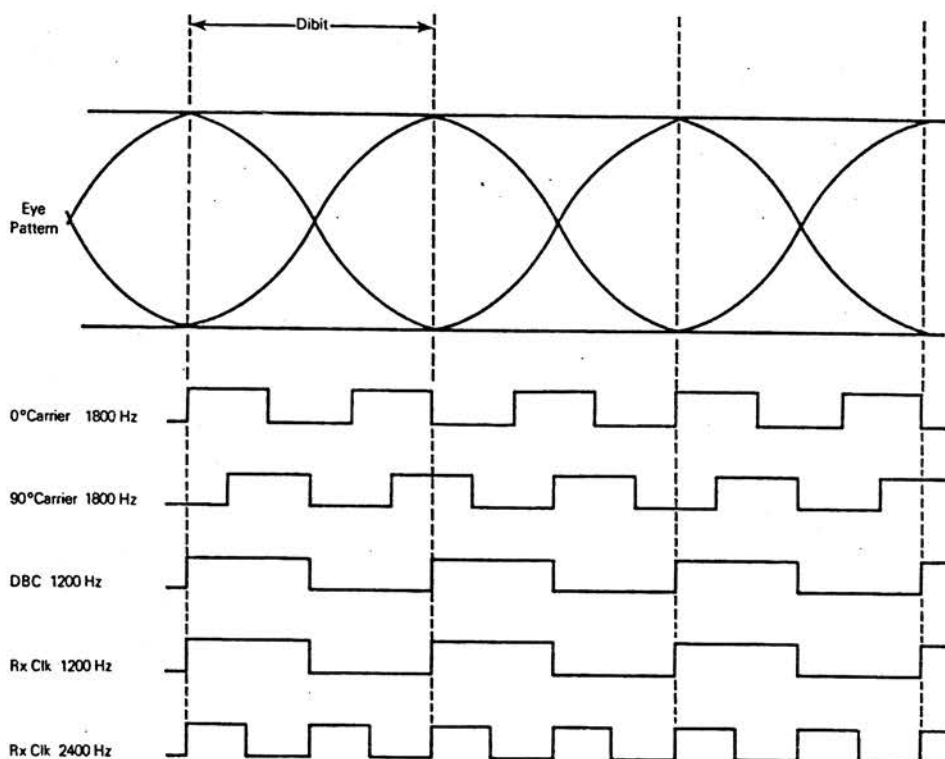 Dibit
Eye
Pattern
0°Carrier 1800 Hz
90°Carrier 1800 Hz
DBC 1200 Hz
Rx Clk 1200 Hz
Rx Clk 2400 Hz